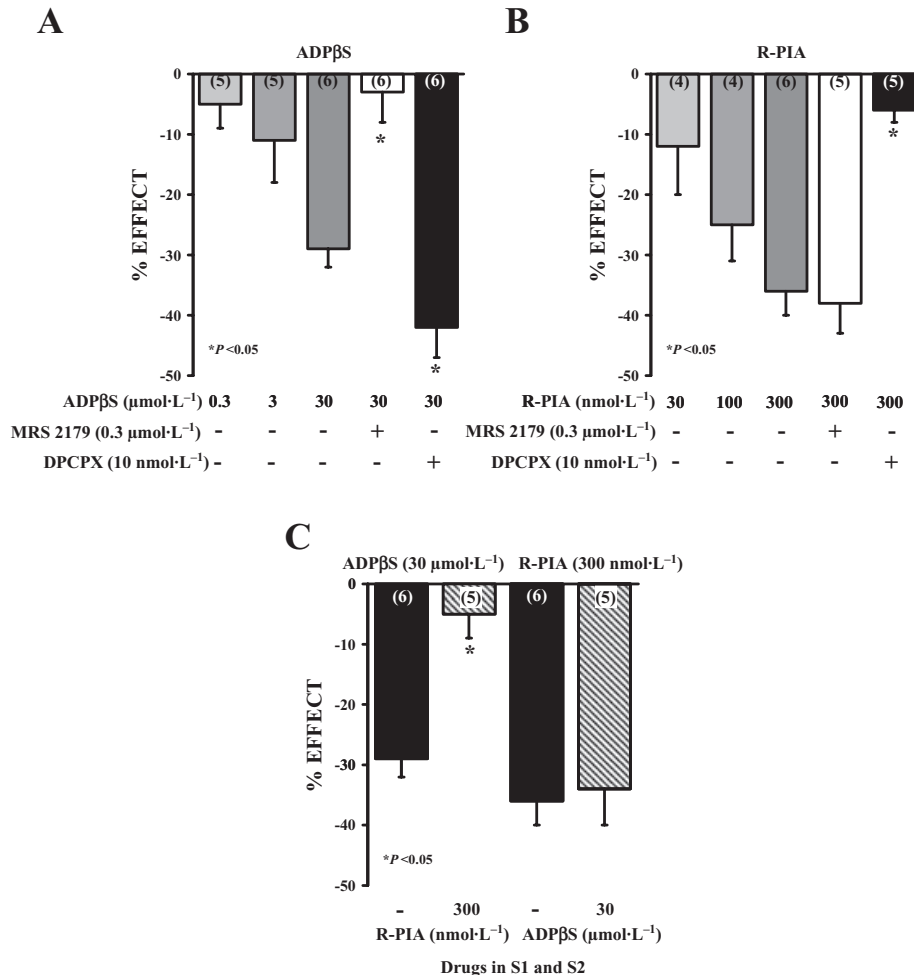 A
ADPβS
0
-10
-20
-30
-40
-50
% EFFECT
(5) (5) (6) (6) (6)
*
*
*P<0.05
ADPβS (µmol·L⁻¹) 0.3 3 30 30 30
MRS 2179 (0.3 µmol·L⁻¹) - - - + -
DPCPX (10 nmol·L⁻¹) - - - - +
B
R-PIA
0
-10
-20
-30
-40
-50
% EFFECT
(4) (4) (6) (5) (5)
*
*P<0.05
R-PIA (nmol·L⁻¹) 30 100 300 300 300
MRS 2179 (0.3 µmol·L⁻¹) - - - + -
DPCPX (10 nmol·L⁻¹) - - - - +
C
ADPβS (30 µmol·L⁻¹) R-PIA (300 nmol·L⁻¹)
0
-10
-20
-30
-40
-50
% EFFECT
(6) (5) (6) (5)
*
*P<0.05
- 300 - 30
R-PIA (nmol·L⁻¹) ADPβS (µmol·L⁻¹)
Drugs in S1 and S2